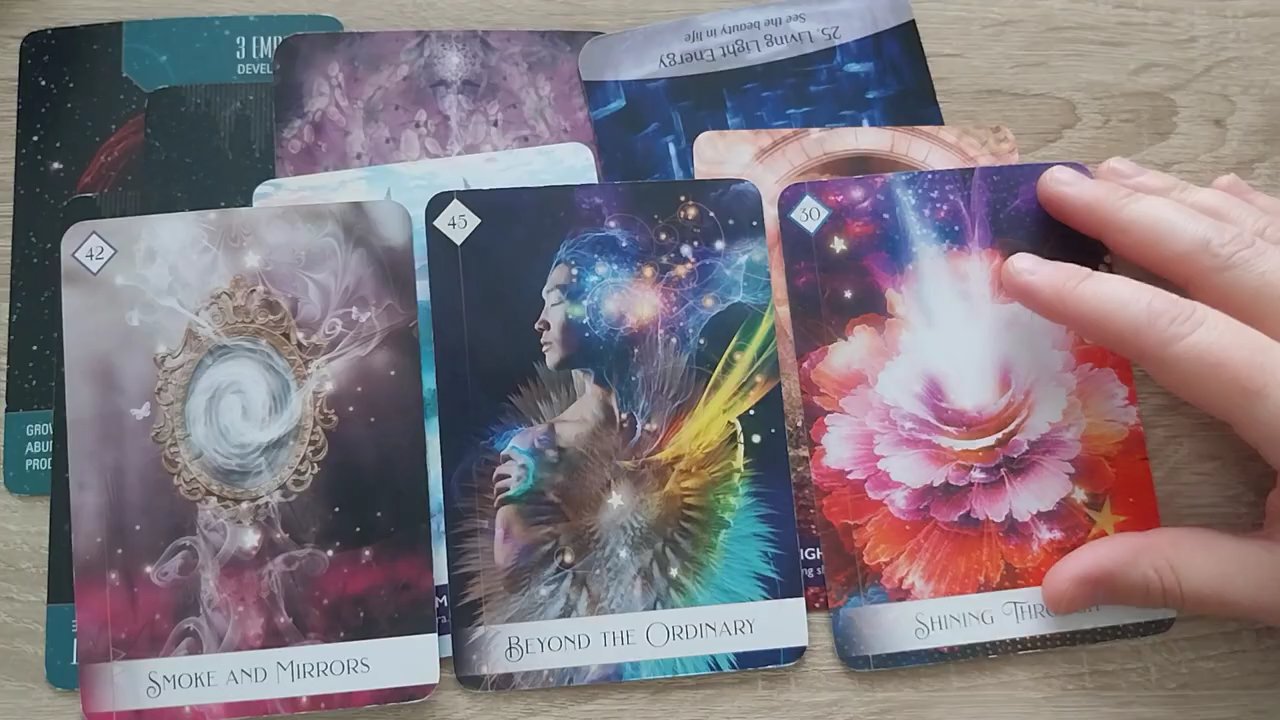 3 EMP
DEVEL
25. Living Light Energy
See the beauty in life
42
45
30
GROW
ABUN
PROD
SMOKE AND MIRRORS
BEYOND THE ORDINARY
SHINING